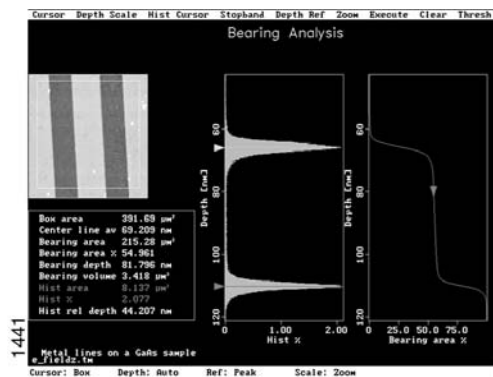 Cursor Depth Scale Hist Cursor Stopband Depth Ref Zoom Execute Clear Thresh
Bearing Analysis
Box area 391.69 µm²
Center line av 69.209 nm
Bearing area 215.28 µm²
Bearing area % 54.961
Bearing depth 81.796 nm
Bearing volume 3.418 µm³
Hist area 8.137 µm²
Hist % 2.077
Hist rel depth 44.207 nm
Depth [nm]
60
80
100
120
0 1.00 2.00
Hist %
Depth [nm]
60
80
100
120
0 25.0 50.0 75.0
Bearing area %
1441
Metal lines on a GaAs sample
e_fieldz.tm
Cursor: Box Depth: Auto Ref: Peak Scale: Zoom